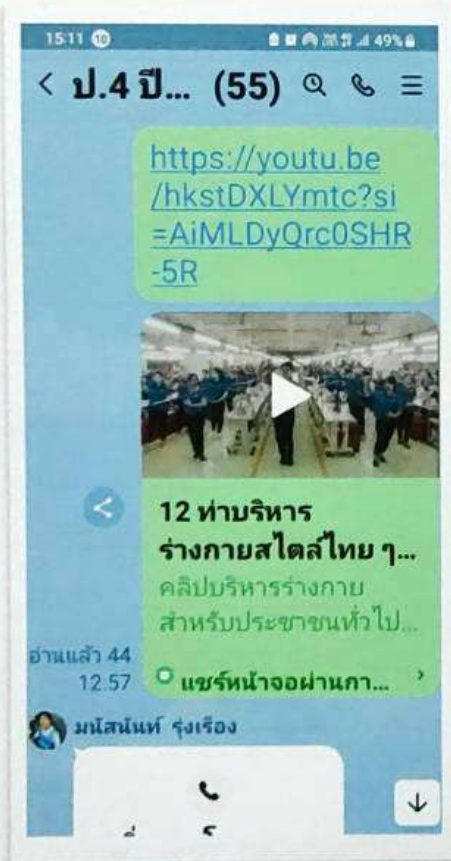 15:11 10 49%
< ป.4 ปี... (55)
https://youtu.be
/hkstDXLYmtc?si
=AiMLDyQrc0SHR
-5R
12 ท่าบริหาร
ร่างกายสไตล์ไทย ๆ...
คลิปบริหารร่างกาย
สำหรับประชาชนทั่วไป...
อ่านแล้ว 44
12.57
แชร์หน้าจอผ่านกา...
มนัสนันท์ รุ่งเรือง